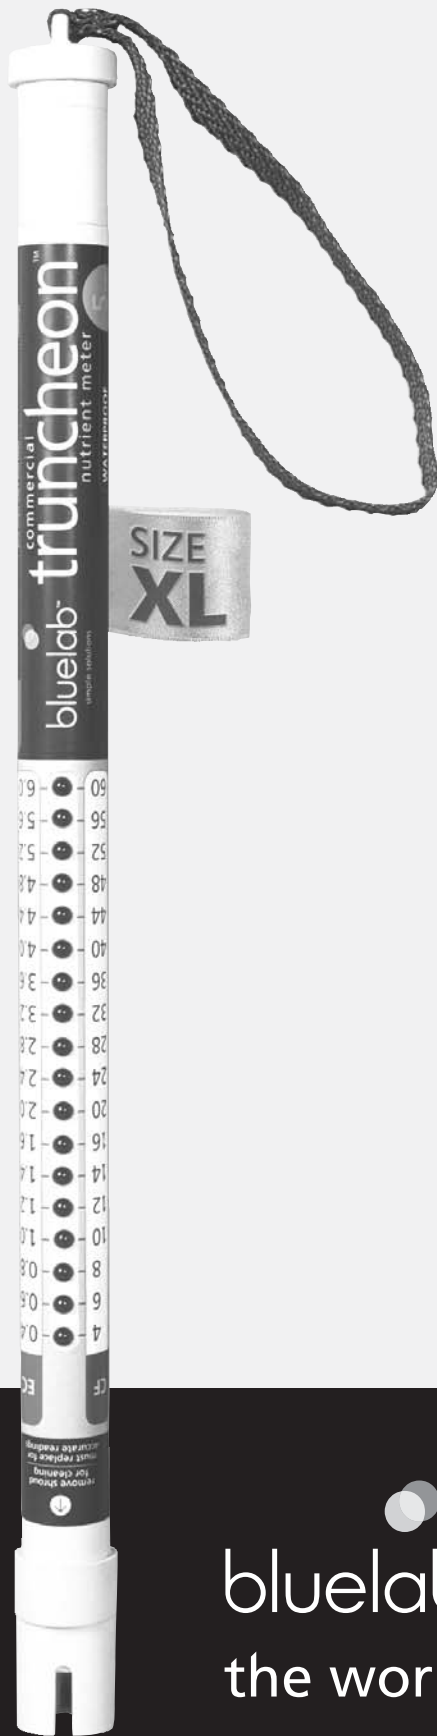 commercial
truncheon™
nutrient meter
WATERPROOF
bluelab™
simple solutions
SIZE
XL
6.0 60
5.6 56
5.2 52
4.8 48
4.4 44
4.0 40
3.6 36
3.2 32
2.8 28
2.4 24
2.0 20
1.6 16
1.4 14
1.2 12
1.0 10
0.8 8
0.6 6
0.4 4
EC CF
remove shroud
for cleaning
must replace for
accurate readings
bluelab
the wor